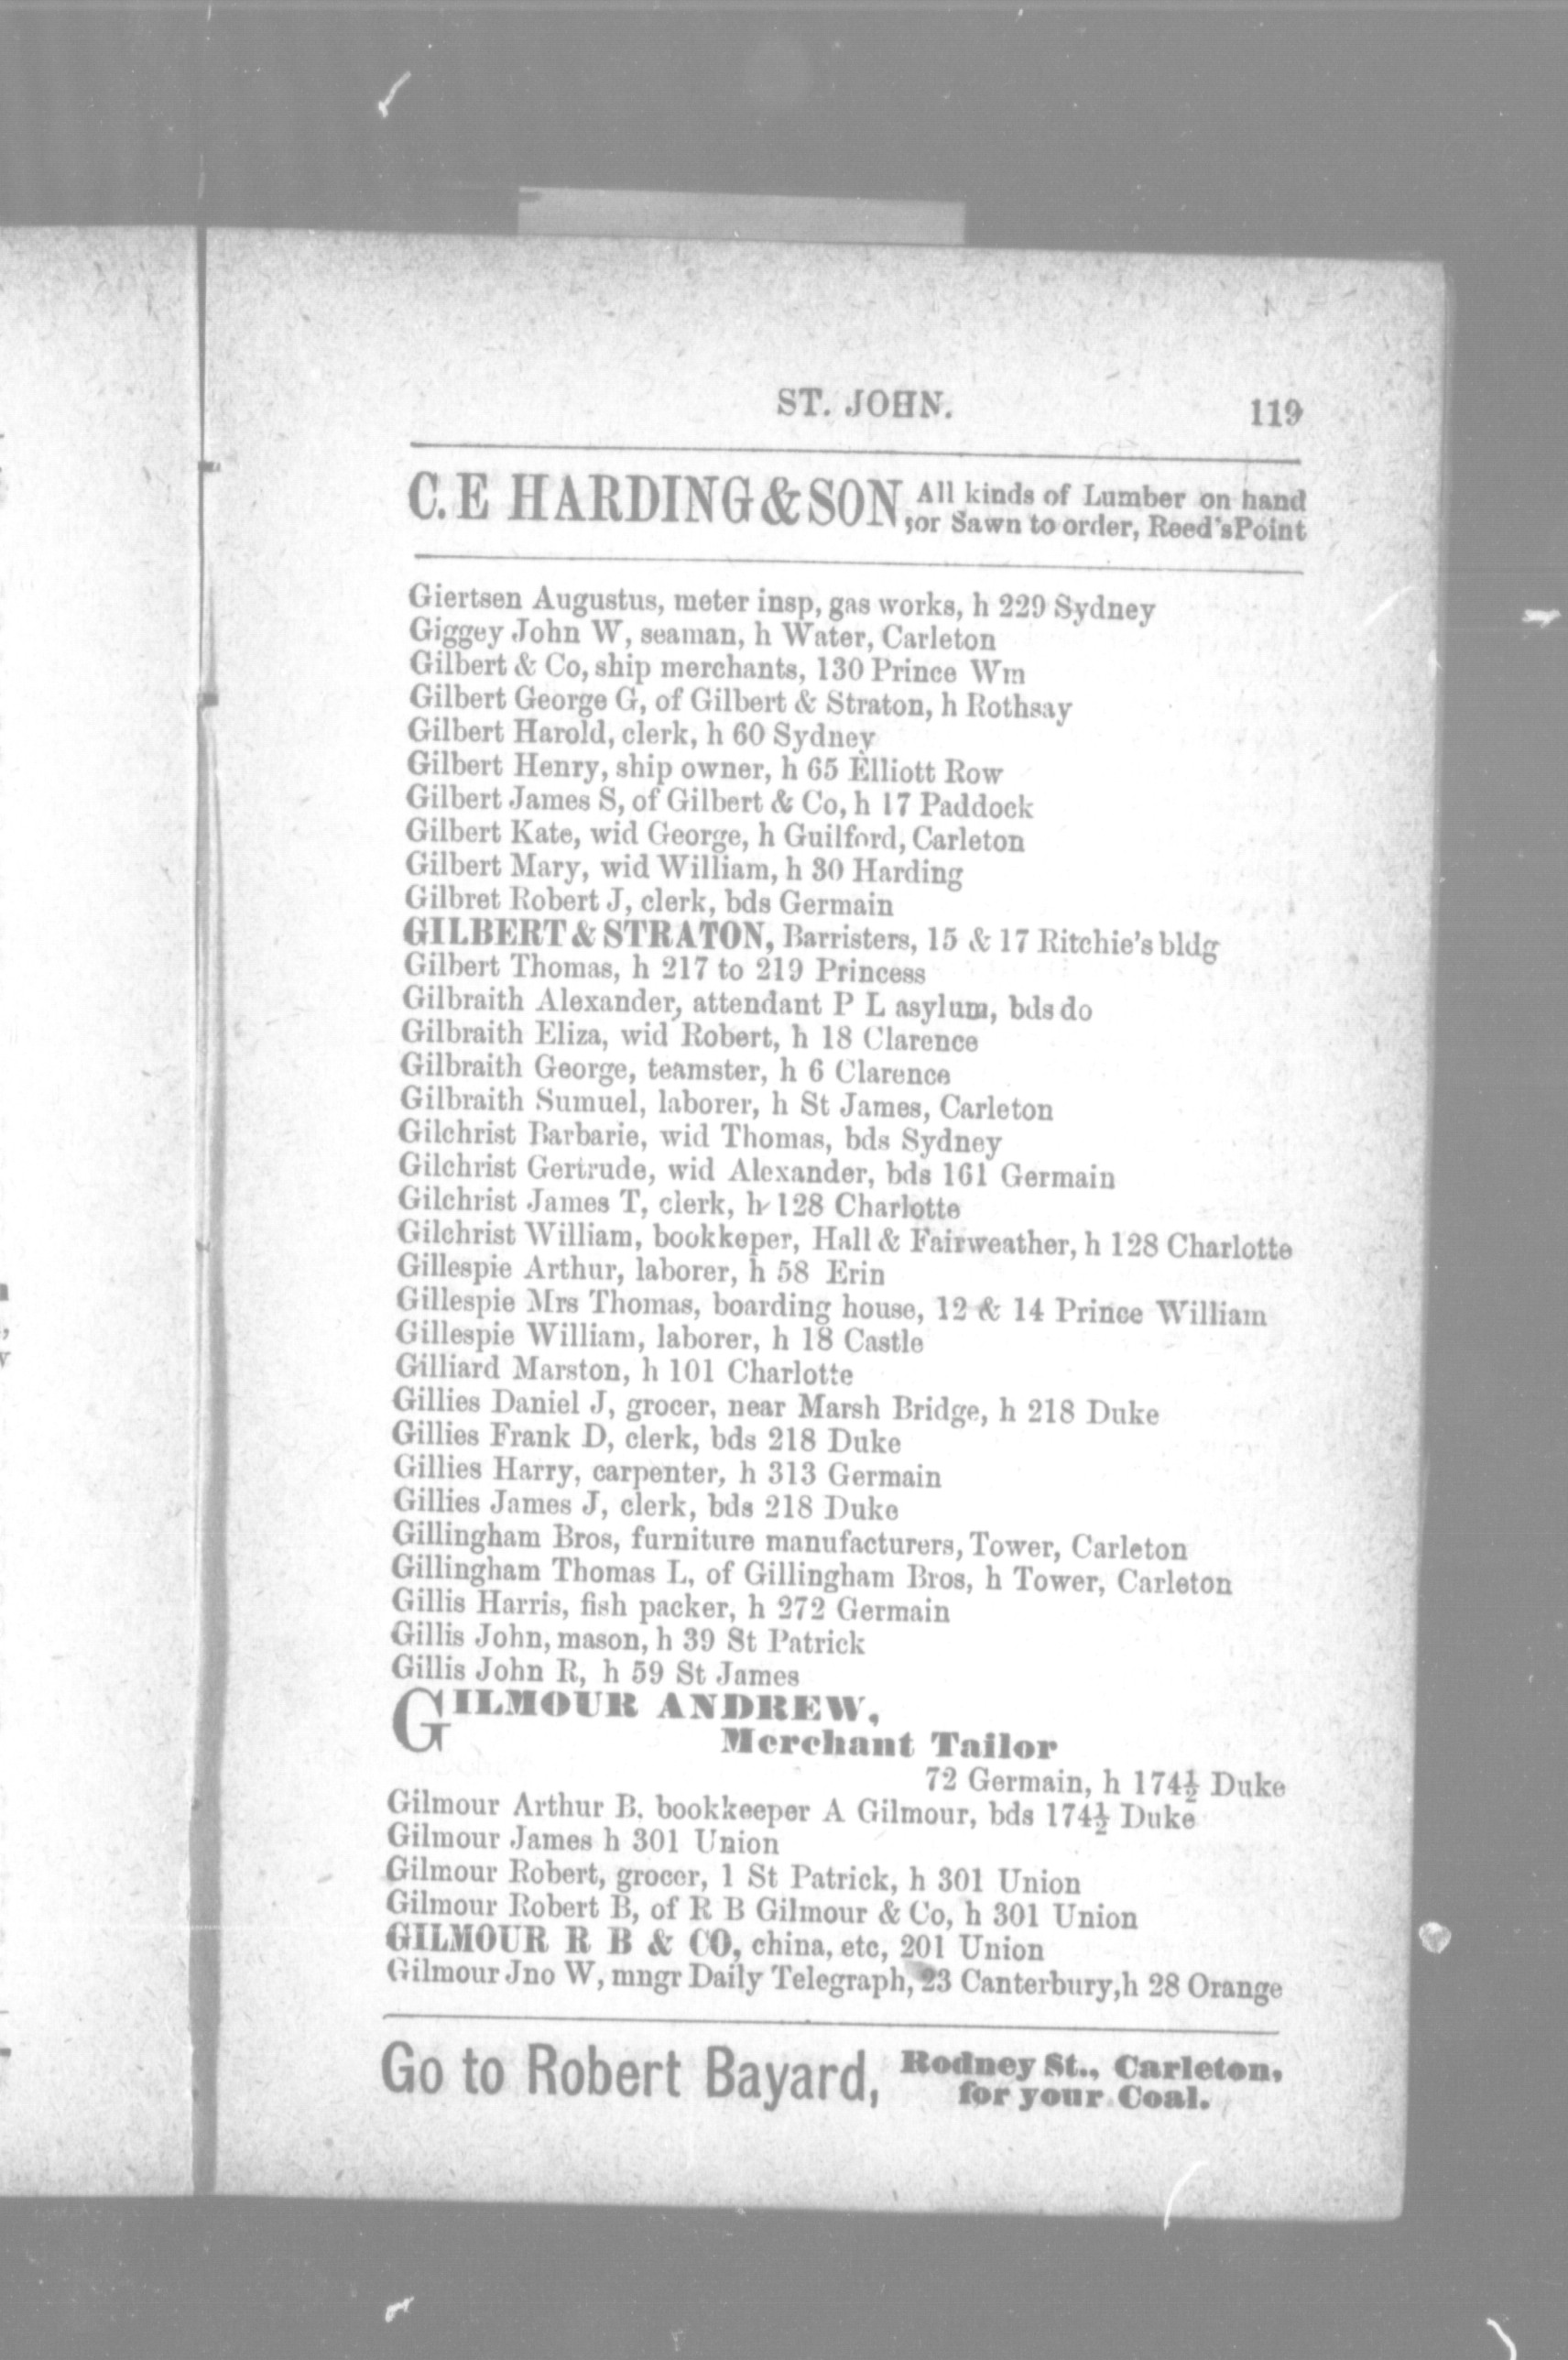 ST. JOHN. 119
C. E HARDING & SON, All kinds of Lumber on hand
or Sawn to order, Reed's Point
Giertsen Augustus, meter insp, gas works, h 229 Sydney
Giggey John W, seaman, h Water, Carleton
Gilbert & Co, ship merchants, 130 Prince Wm
Gilbert George G, of Gilbert & Straton, h Rothsay
Gilbert Harold, clerk, h 60 Sydney
Gilbert Henry, ship owner, h 65 Elliott Row
Gilbert James S, of Gilbert & Co, h 17 Paddock
Gilbert Kate, wid George, h Guilford, Carleton
Gilbert Mary, wid William, h 30 Harding
Gilbret Robert J, clerk, bds Germain
GILBERT & STRATON, Barristers, 15 & 17 Ritchie's bldg
Gilbert Thomas, h 217 to 219 Princess
Gilbraith Alexander, attendant P L asylum, bds do
Gilbraith Eliza, wid Robert, h 18 Clarence
Gilbraith George, teamster, h 6 Clarence
Gilbraith Sumuel, laborer, h St James, Carleton
Gilchrist Barbarie, wid Thomas, bds Sydney
Gilchrist Gertrude, wid Alexander, bds 161 Germain
Gilchrist James T, clerk, h 128 Charlotte
Gilchrist William, bookkeper, Hall & Fairweather, h 128 Charlotte
Gillespie Arthur, laborer, h 58 Erin
Gillespie Mrs Thomas, boarding house, 12 & 14 Prince William
Gillespie William, laborer, h 18 Castle
Gilliard Marston, h 101 Charlotte
Gillies Daniel J, grocer, near Marsh Bridge, h 218 Duke
Gillies Frank D, clerk, bds 218 Duke
Gillies Harry, carpenter, h 313 Germain
Gillies James J, clerk, bds 218 Duke
Gillingham Bros, furniture manufacturers, Tower, Carleton
Gillingham Thomas L, of Gillingham Bros, h Tower, Carleton
Gillis Harris, fish packer, h 272 Germain
Gillis John, mason, h 39 St Patrick
Gillis John R, h 59 St James
GILMOUR ANDREW,
Merchant Tailor
72 Germain, h 174½ Duke
Gilmour Arthur B. bookkeeper A Gilmour, bds 174½ Duke
Gilmour James h 301 Union
Gilmour Robert, grocer, 1 St Patrick, h 301 Union
Gilmour Robert B, of R B Gilmour & Co, h 301 Union
GILMOUR R B & CO, china, etc, 201 Union
Gilmour Jno W, mngr Daily Telegraph, 23 Canterbury, h 28 Orange
Go to Robert Bayard, Rodney St., Carleton,
for your Coal.